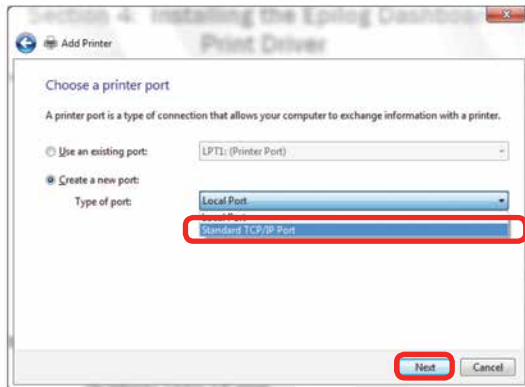 Section 4: Installing the Epilog Dashboard
Print Driver
Add Printer
Choose a printer port
A printer port is a type of connection that allows your computer to exchange information with a printer.
Use an existing port:
LPT1: (Printer Port)
Create a new port:
Type of port:
Local Port
Local Port
Standard TCP/IP Port
Next
Cancel